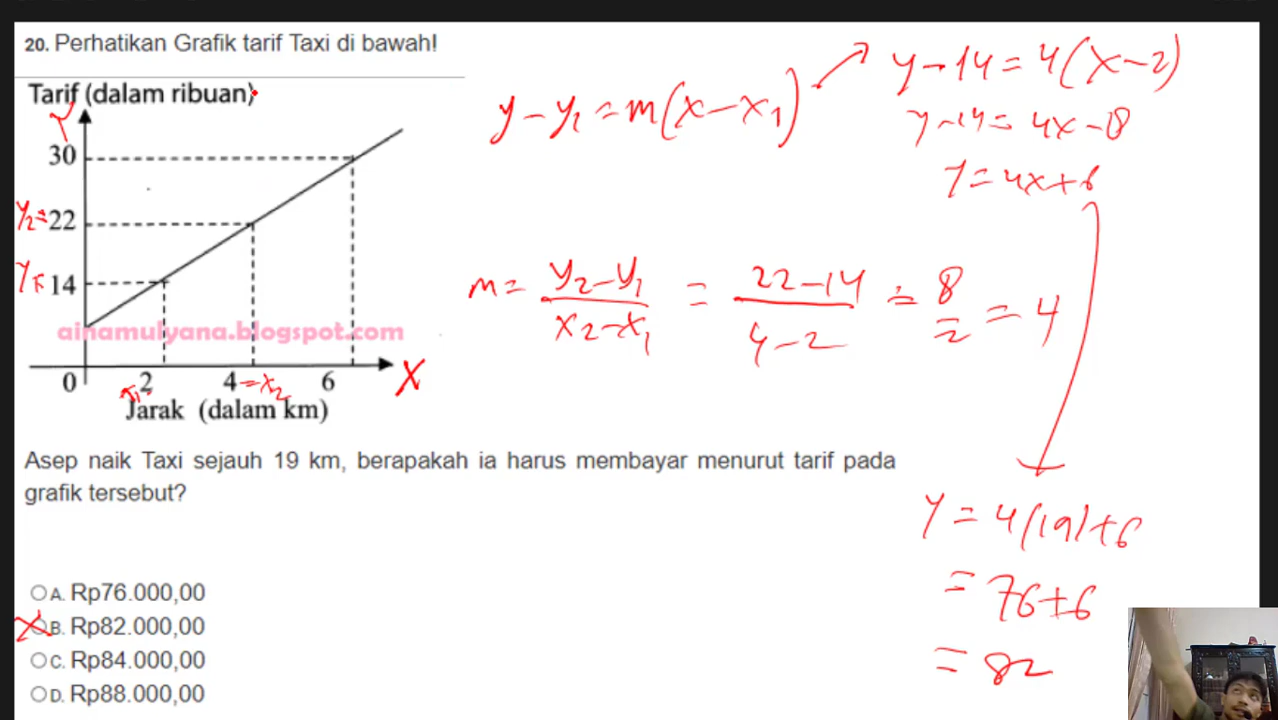 20. Perhatikan Grafik tarif Taxi di bawah!
Tarif (dalam ribuan)
Y
30
y₂=22
y₁=14
ainamulyana.blogspot.com
0 2 4=x₂ 6 X
x₁
Jarak (dalam km)
y-y₁=m(x-x₁)
y-14=4(x-2)
y-14=4x-8
y=4x+6
m= y₂-y₁ / x₂-x₁ = 22-14 / 4-2 = 8 / 2 = 4
Asep naik Taxi sejauh 19 km, berapakah ia harus membayar menurut tarif pada
grafik tersebut?
y=4(19)+6
=76+6
=82
A. Rp76.000,00
X B. Rp82.000,00
C. Rp84.000,00
D. Rp88.000,00